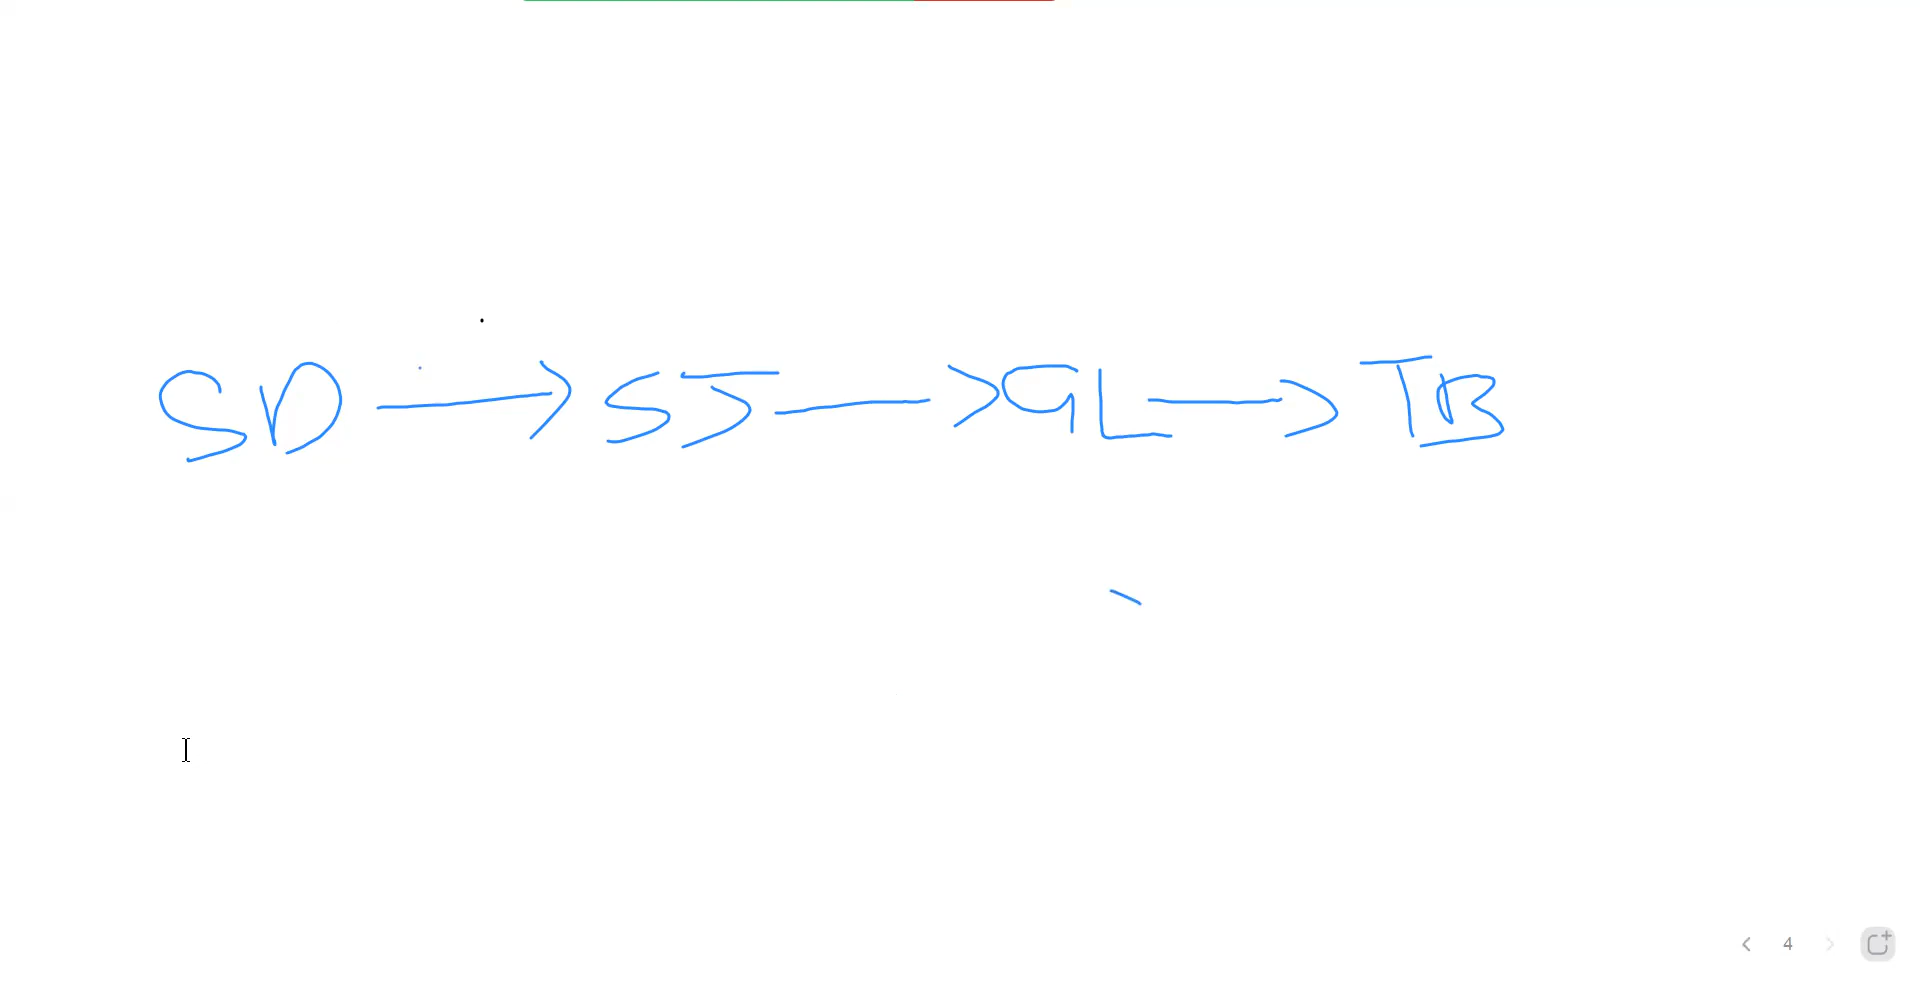 SD → SJ → GL → TB
4